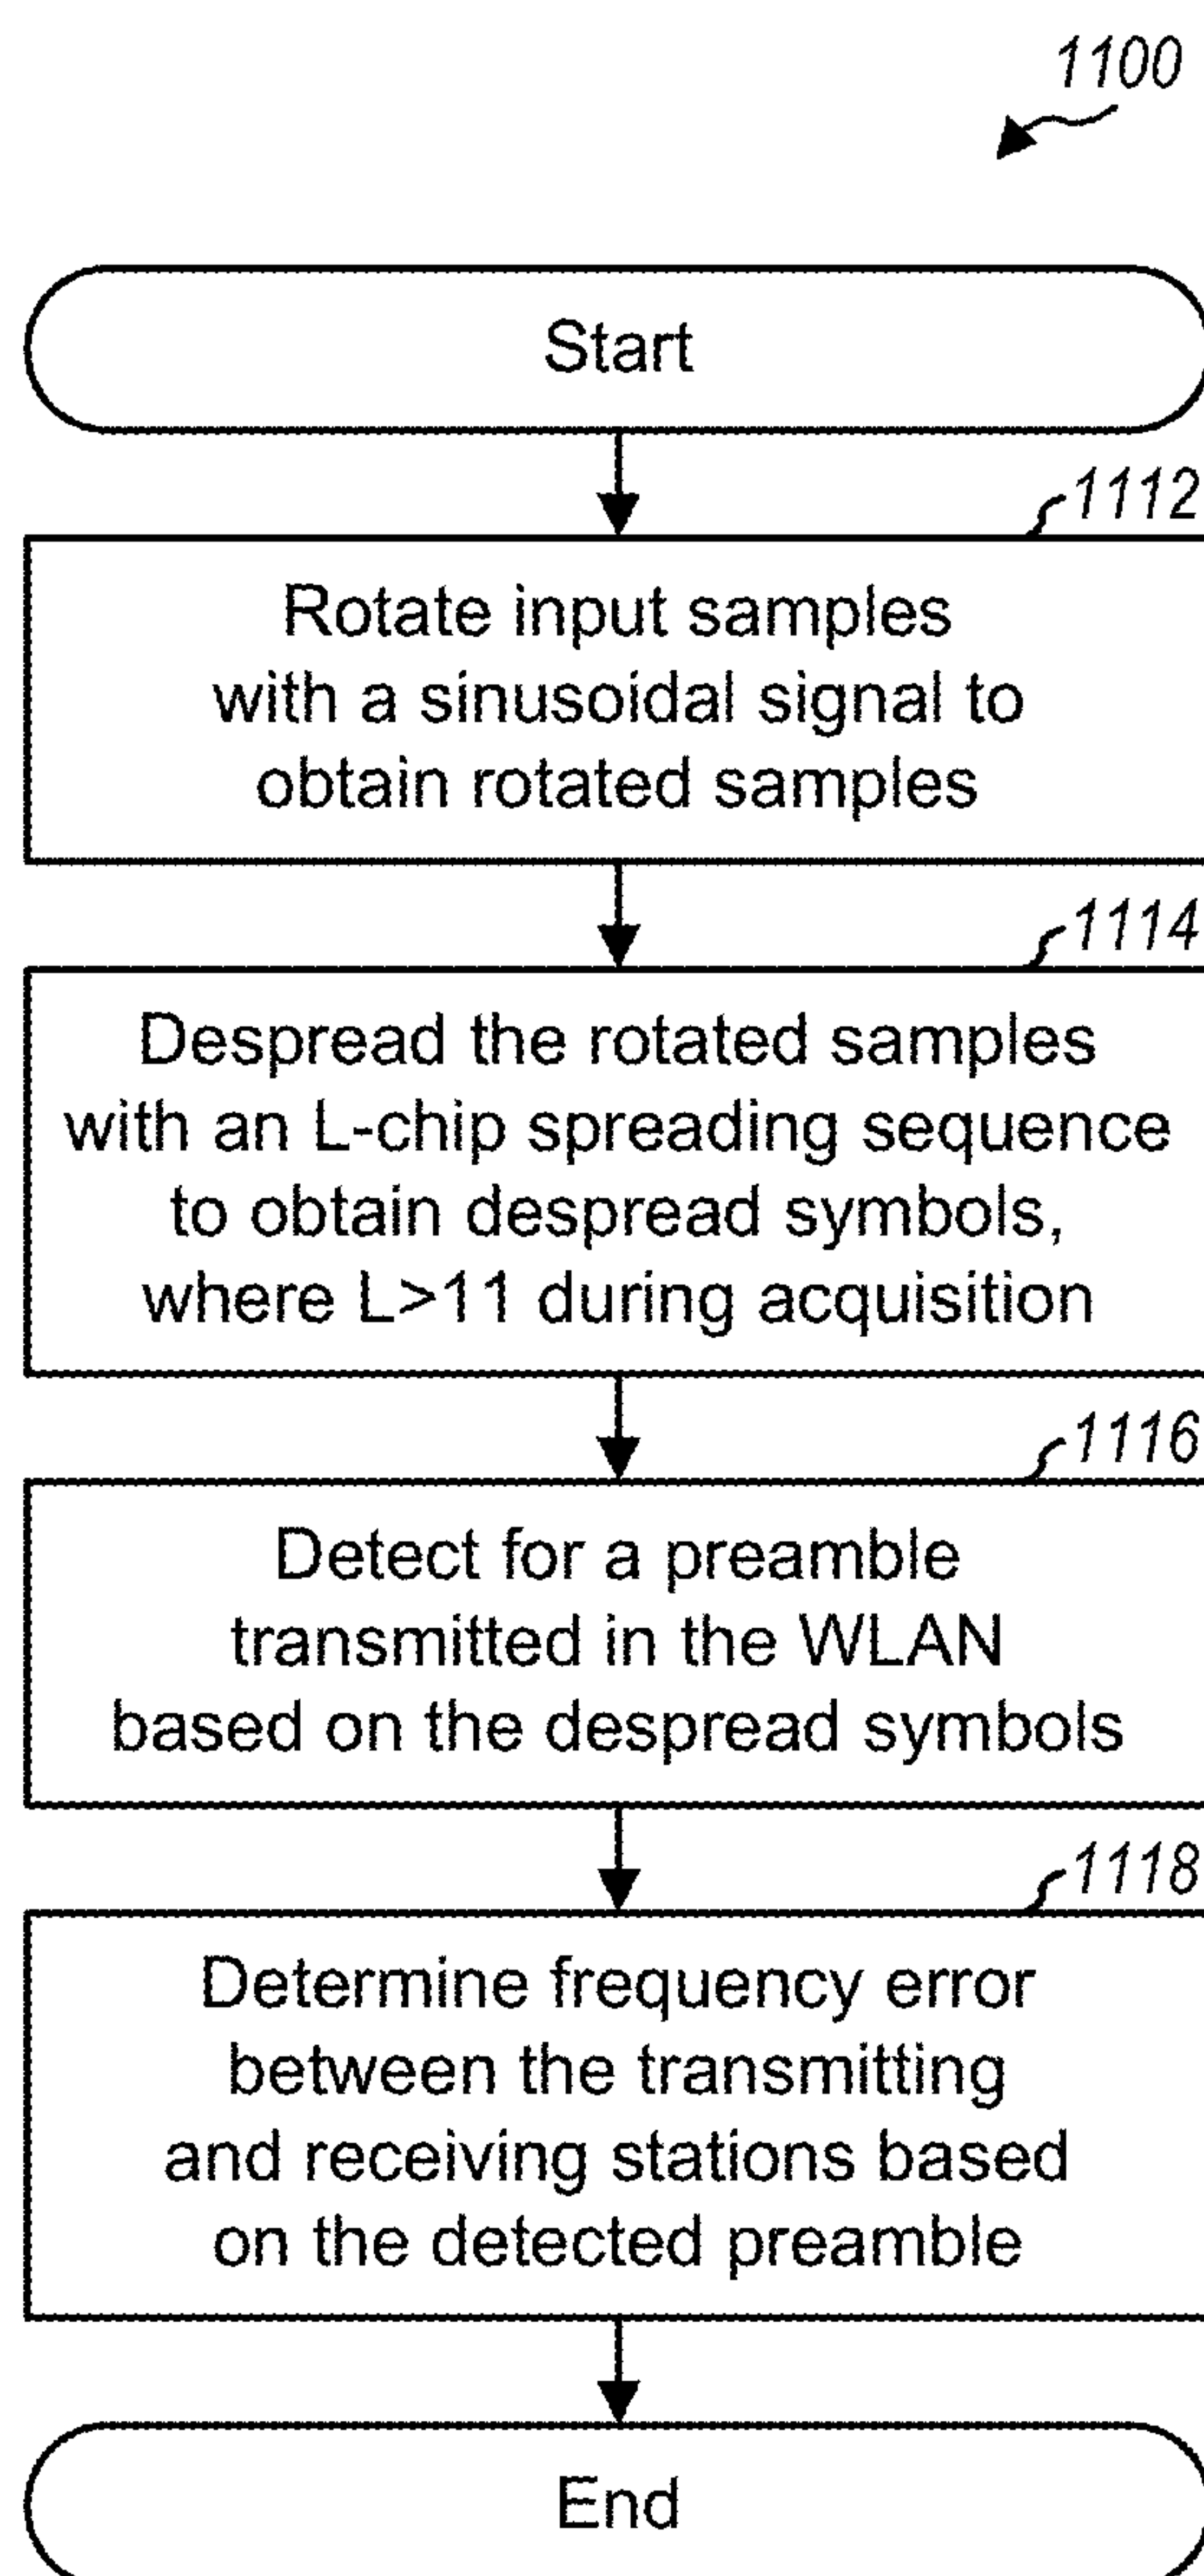 1100
Start
1112
Rotate input samples
with a sinusoidal signal to
obtain rotated samples
1114
Despread the rotated samples
with an L-chip spreading sequence
to obtain despread symbols,
where L>11 during acquisition
1116
Detect for a preamble
transmitted in the WLAN
based on the despread symbols
1118
Determine frequency error
between the transmitting
and receiving stations based
on the detected preamble
End